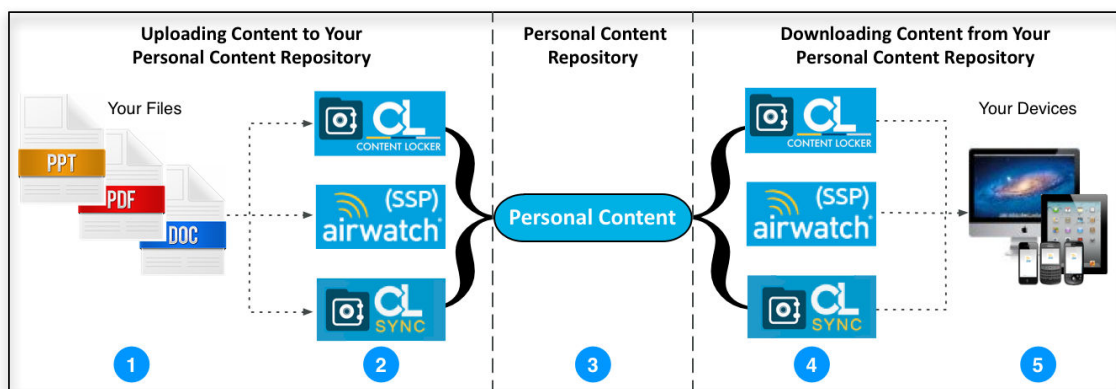 Uploading Content to Your
Personal Content Repository
Personal Content
Repository
Downloading Content from Your
Personal Content Repository
Your Files
PPT
PDF
DOC
CL
CONTENT LOCKER
(SSP)
airwatch
CL
SYNC
Personal Content
CL
CONTENT LOCKER
(SSP)
airwatch
CL
SYNC
Your Devices
1
2
3
4
5